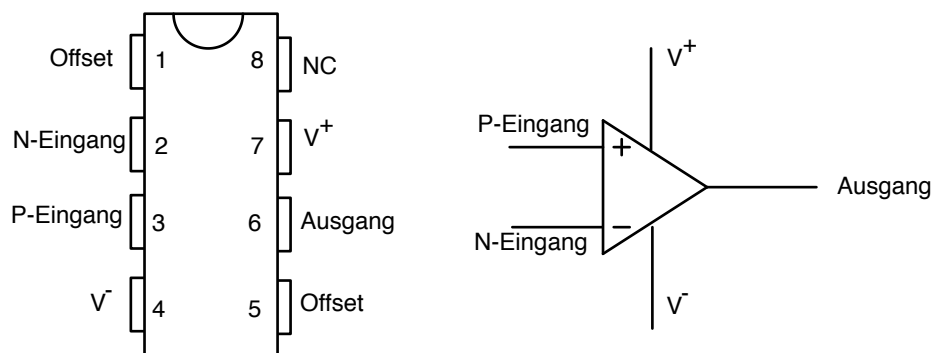 Offset 1 8 NC
N-Eingang 2 7 V+
P-Eingang 3 6 Ausgang
V- 4 5 Offset
V+
P-Eingang
+
Ausgang
N-Eingang
−
V-